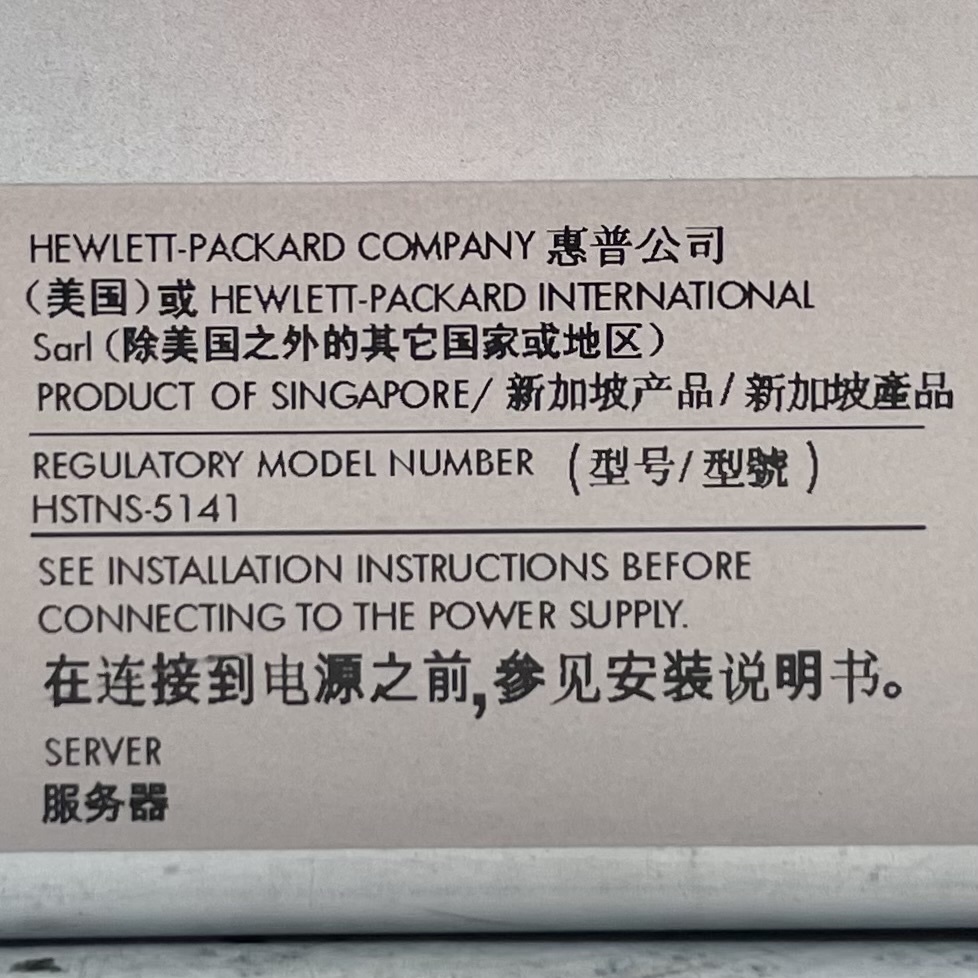 HEWLETT-PACKARD COMPANY 惠普公司
（美国）或 HEWLETT-PACKARD INTERNATIONAL
Sarl（除美国之外的其它国家或地区）
PRODUCT OF SINGAPORE/ 新加坡产品/ 新加坡產品
REGULATORY MODEL NUMBER （型号/型號）
HSTNS-5141
SEE INSTALLATION INSTRUCTIONS BEFORE
CONNECTING TO THE POWER SUPPLY.
在连接到电源之前,参见安装说明书。
SERVER
服务器